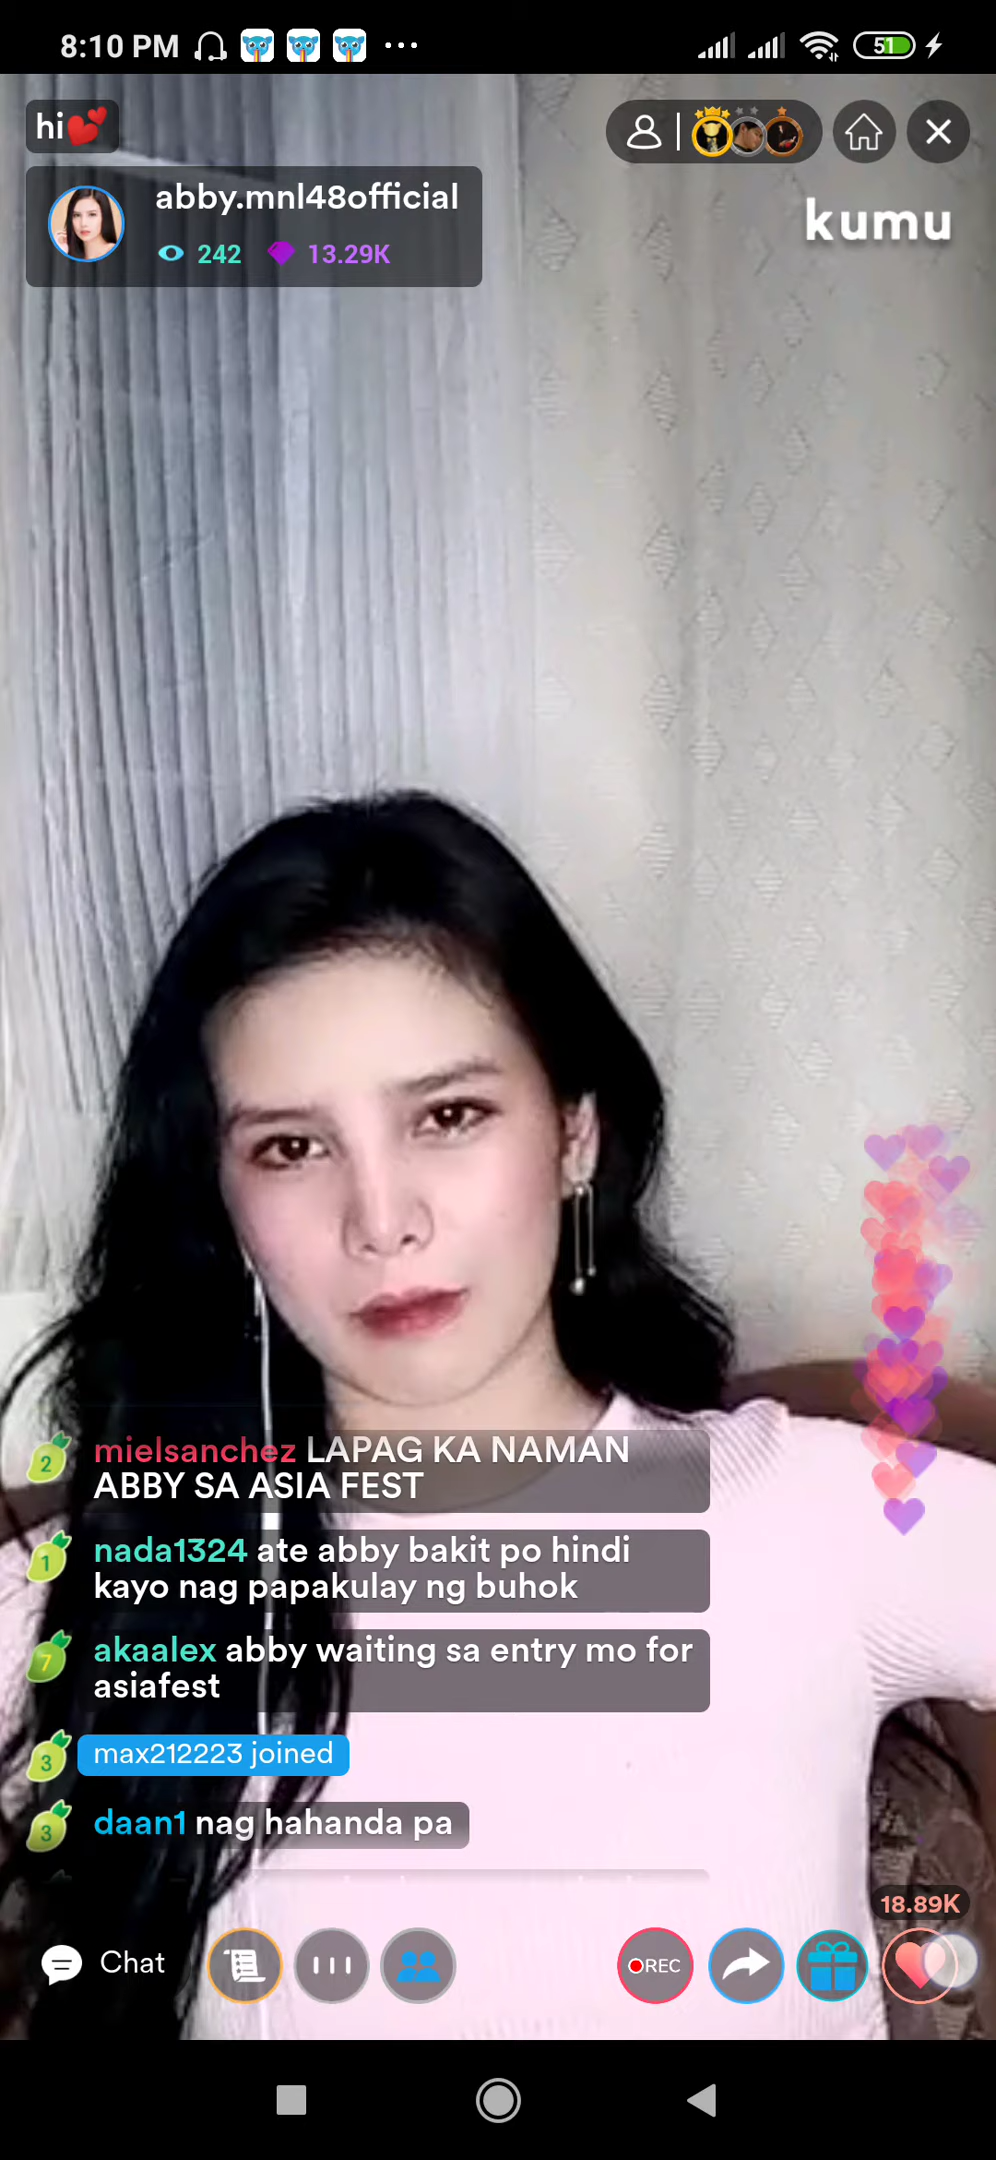 8:10 PM
51
hi💕
abby.mnl48official
242 13.29K
kumu
2 mielsanchez LAPAG KA NAMAN
ABBY SA ASIA FEST
1 nada1324 ate abby bakit po hindi
kayo nag papakulay ng buhok
7 akaalex abby waiting sa entry mo for
asiafest
3 max212223 joined
3 daan1 nag hahanda pa
18.89K
Chat
REC